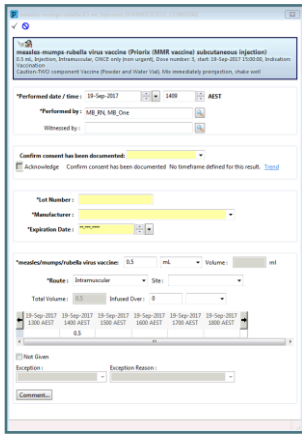 measles-mumps-rubella virus vaccine (Priorix (MMR vaccine) subcutaneous injection)
0.5 mL, Injection, Intramuscular, ONCE only (non urgent), Dose number: 3, start: 19-Sep-2017 15:00:00, Indication:
Vaccination
Caution-TWO component Vaccine (Powder and Water Vial), Mix immediately preinjection, shake well
*Performed date / time : 19-Sep-2017 1409 AEST
*Performed by : MB_RN, MB_One
Witnessed by :
Confirm consent has been documented:
Acknowledge Confirm consent has been documented No timeframe defined for this result. Trend
*Lot Number :
*Manufacturer :
*Expiration Date : **-***-****
*measles/mumps/rubella virus vaccine: 0.5 mL Volume : ml
*Route : Intramuscular Site :
Total Volume : 0.5 Infused Over : 0
19-Sep-2017 19-Sep-2017 19-Sep-2017 19-Sep-2017 19-Sep-2017 19-Sep-2017
1300 AEST 1400 AEST 1500 AEST 1600 AEST 1700 AEST 1800 AEST
0.5
Not Given
Exception : Exception Reason :
Comment...